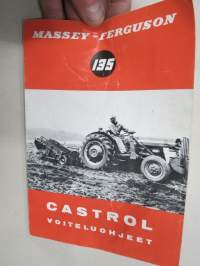 MASSEY-FERGUSON
135
CASTROL
VOITELUOHJEET